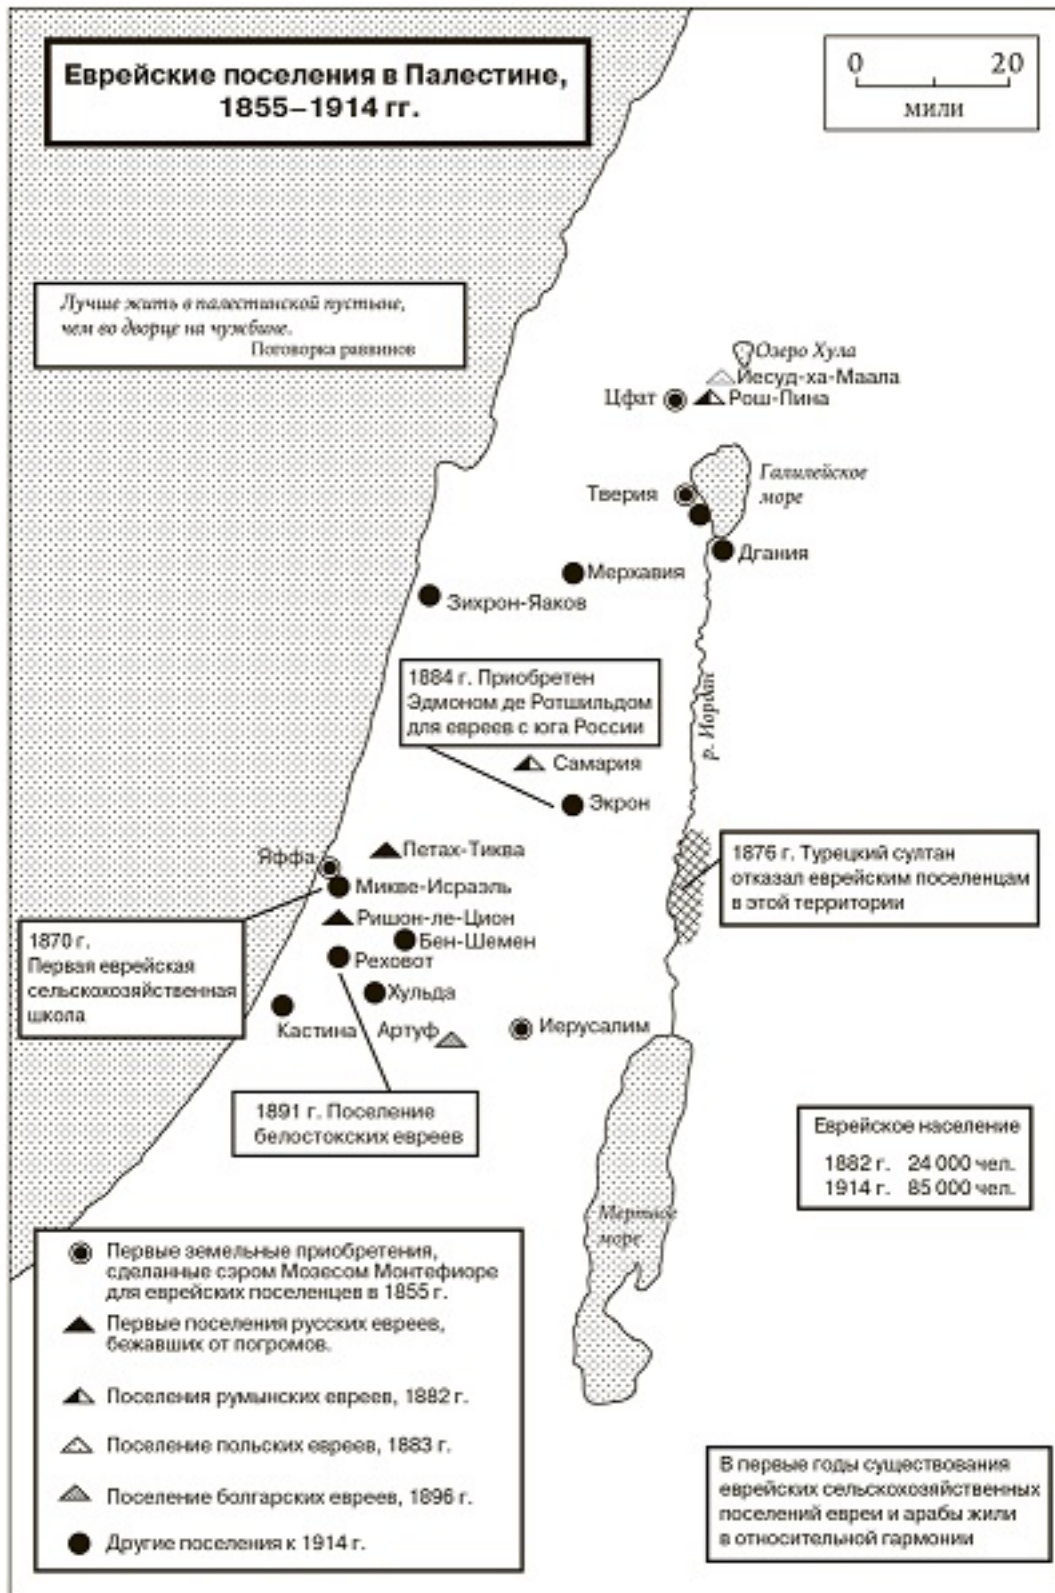 Еврейские поселения в Палестине,
1855–1914 гг.
0 20
мили
Лучше жить в палестинской пустыне,
чем во дворце на чужбине.
Поговорка раввинов
Озеро Хула
Йесуд-ха-Маала
Цфат
Рош-Пина
Галилейское
море
Тверия
Дгания
Мерхавия
Зихрон-Яаков
1884 г. Приобретен
Эдмоном де Ротшильдом
для евреев с юга России
р. Иордан
Самария
Экрон
Петах-Тиква
Яффа
Микве-Исраэль
1876 г. Турецкий султан
отказал еврейским поселенцам
в этой территории
Ришон-ле-Цион
Бен-Шемен
Реховот
1870 г.
Первая еврейская
сельскохозяйственная
школа
Хульда
Кастина
Артуф
Иерусалим
1891 г. Поселение
белостокских евреев
Еврейское население
1882 г. 24 000 чел.
1914 г. 85 000 чел.
Мертвое
море
Первые земельные приобретения,
сделанные сэром Мозесом Монтефиоре
для еврейских поселенцев в 1855 г.
Первые поселения русских евреев,
бежавших от погромов.
Поселения румынских евреев, 1882 г.
Поселение польских евреев, 1883 г.
Поселение болгарских евреев, 1896 г.
Другие поселения к 1914 г.
В первые годы существования
еврейских сельскохозяйственных
поселений евреи и арабы жили
в относительной гармонии